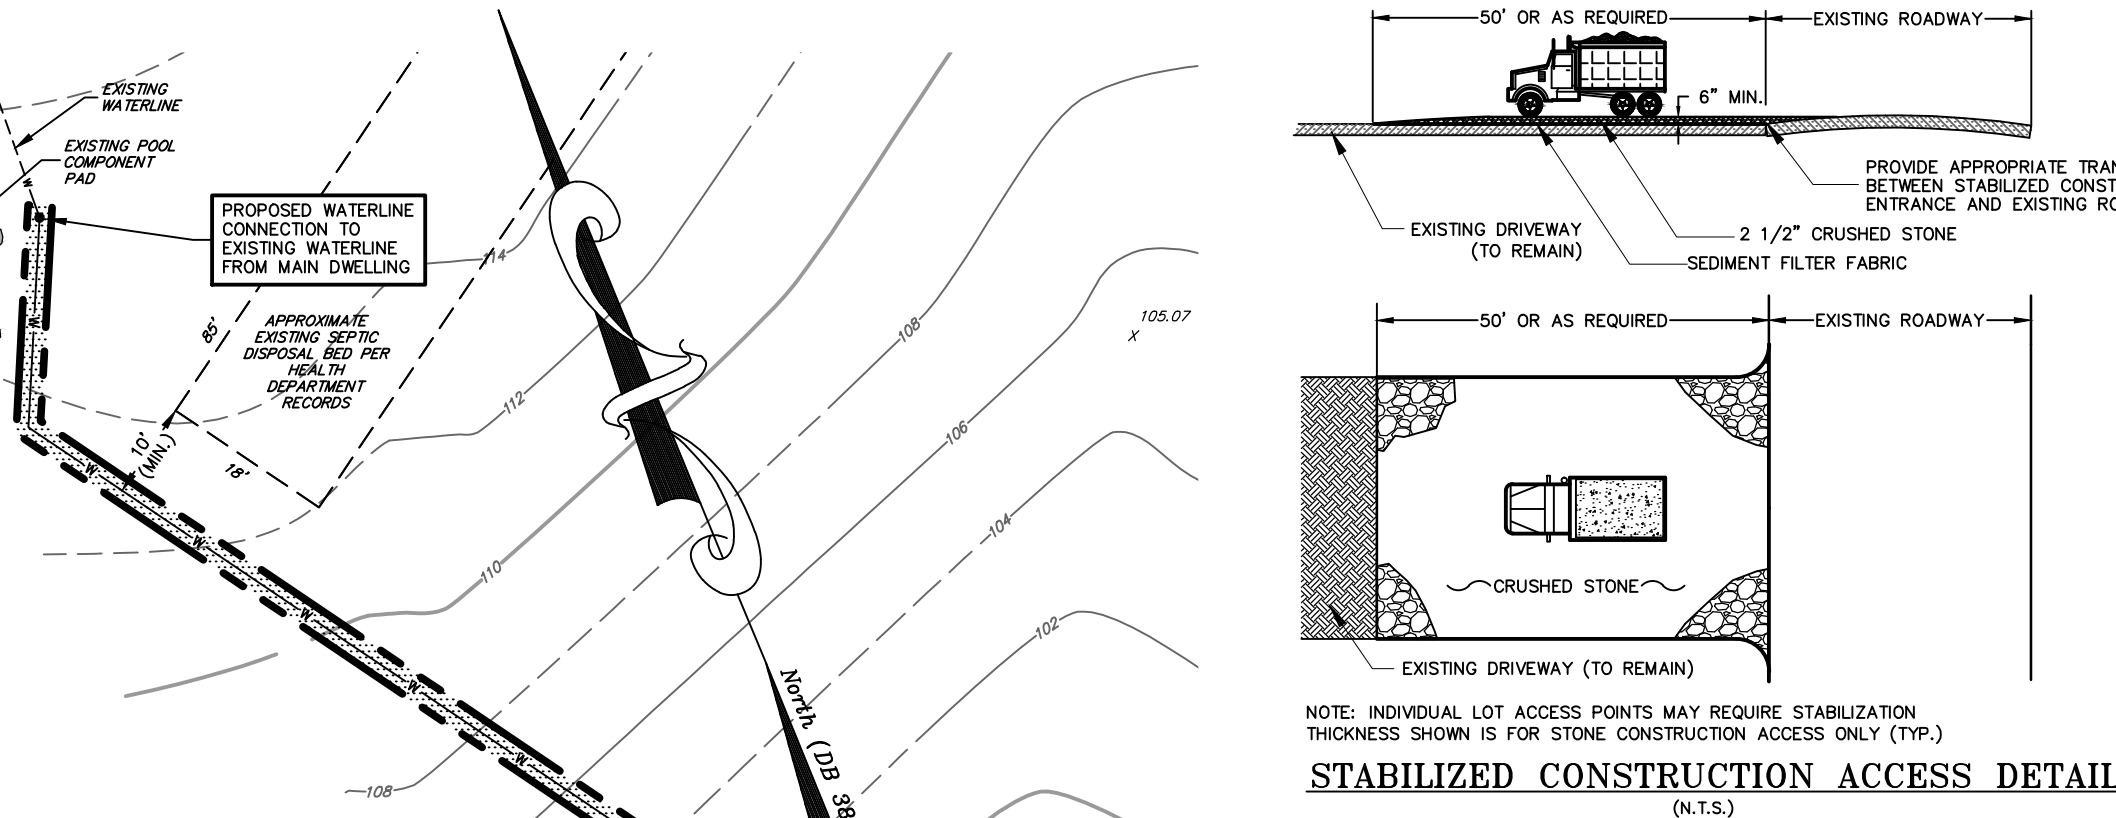 EXISTING
WATERLINE
EXISTING POOL
COMPONENT
PAD
W
PROPOSED WATERLINE
CONNECTION TO
EXISTING WATERLINE
FROM MAIN DWELLING
W
85'
APPROXIMATE
EXISTING SEPTIC
DISPOSAL BED PER
HEALTH
DEPARTMENT
RECORDS
10'
(MIN.)
18'
W
W
W
W
W
114
112
110
108
108
106
104
102
105.07
X
North (DB 38
50' OR AS REQUIRED
EXISTING ROADWAY
6" MIN.
PROVIDE APPROPRIATE TRAN
BETWEEN STABILIZED CONST
ENTRANCE AND EXISTING RO
EXISTING DRIVEWAY
(TO REMAIN)
2 1/2" CRUSHED STONE
SEDIMENT FILTER FABRIC
50' OR AS REQUIRED
EXISTING ROADWAY
CRUSHED STONE
EXISTING DRIVEWAY (TO REMAIN)
NOTE: INDIVIDUAL LOT ACCESS POINTS MAY REQUIRE STABILIZATION
THICKNESS SHOWN IS FOR STONE CONSTRUCTION ACCESS ONLY (TYP.)
STABILIZED CONSTRUCTION ACCESS DETAIL
(N.T.S.)